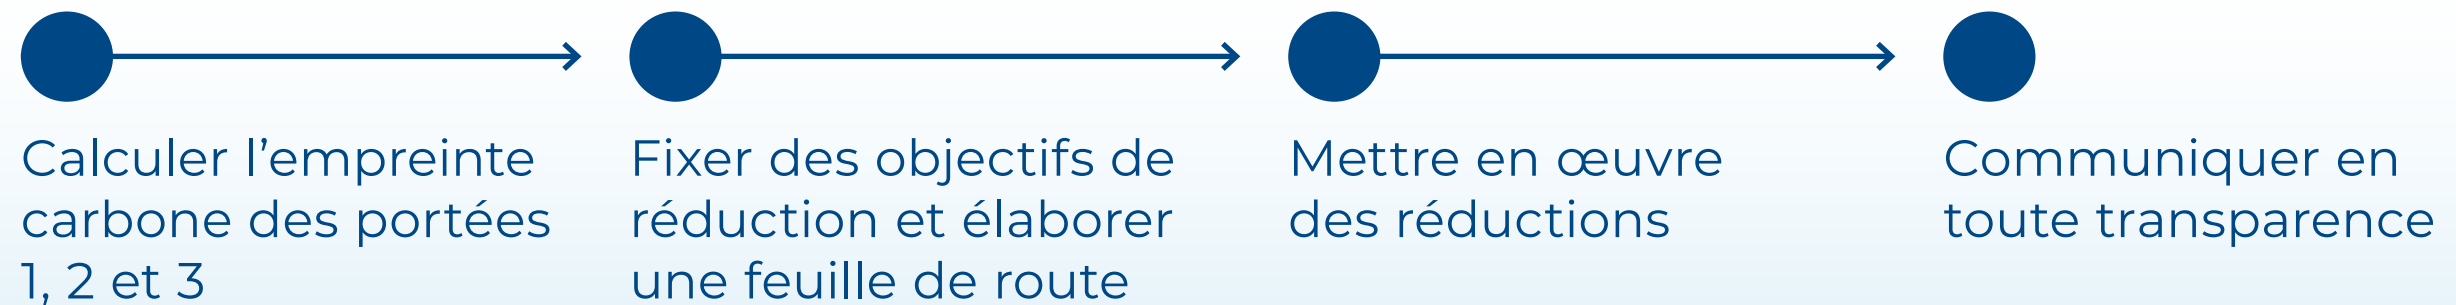 Calculer l’empreinte
carbone des portées
1, 2 et 3
Fixer des objectifs de
réduction et élaborer
une feuille de route
Mettre en œuvre
des réductions
Communiquer en
toute transparence